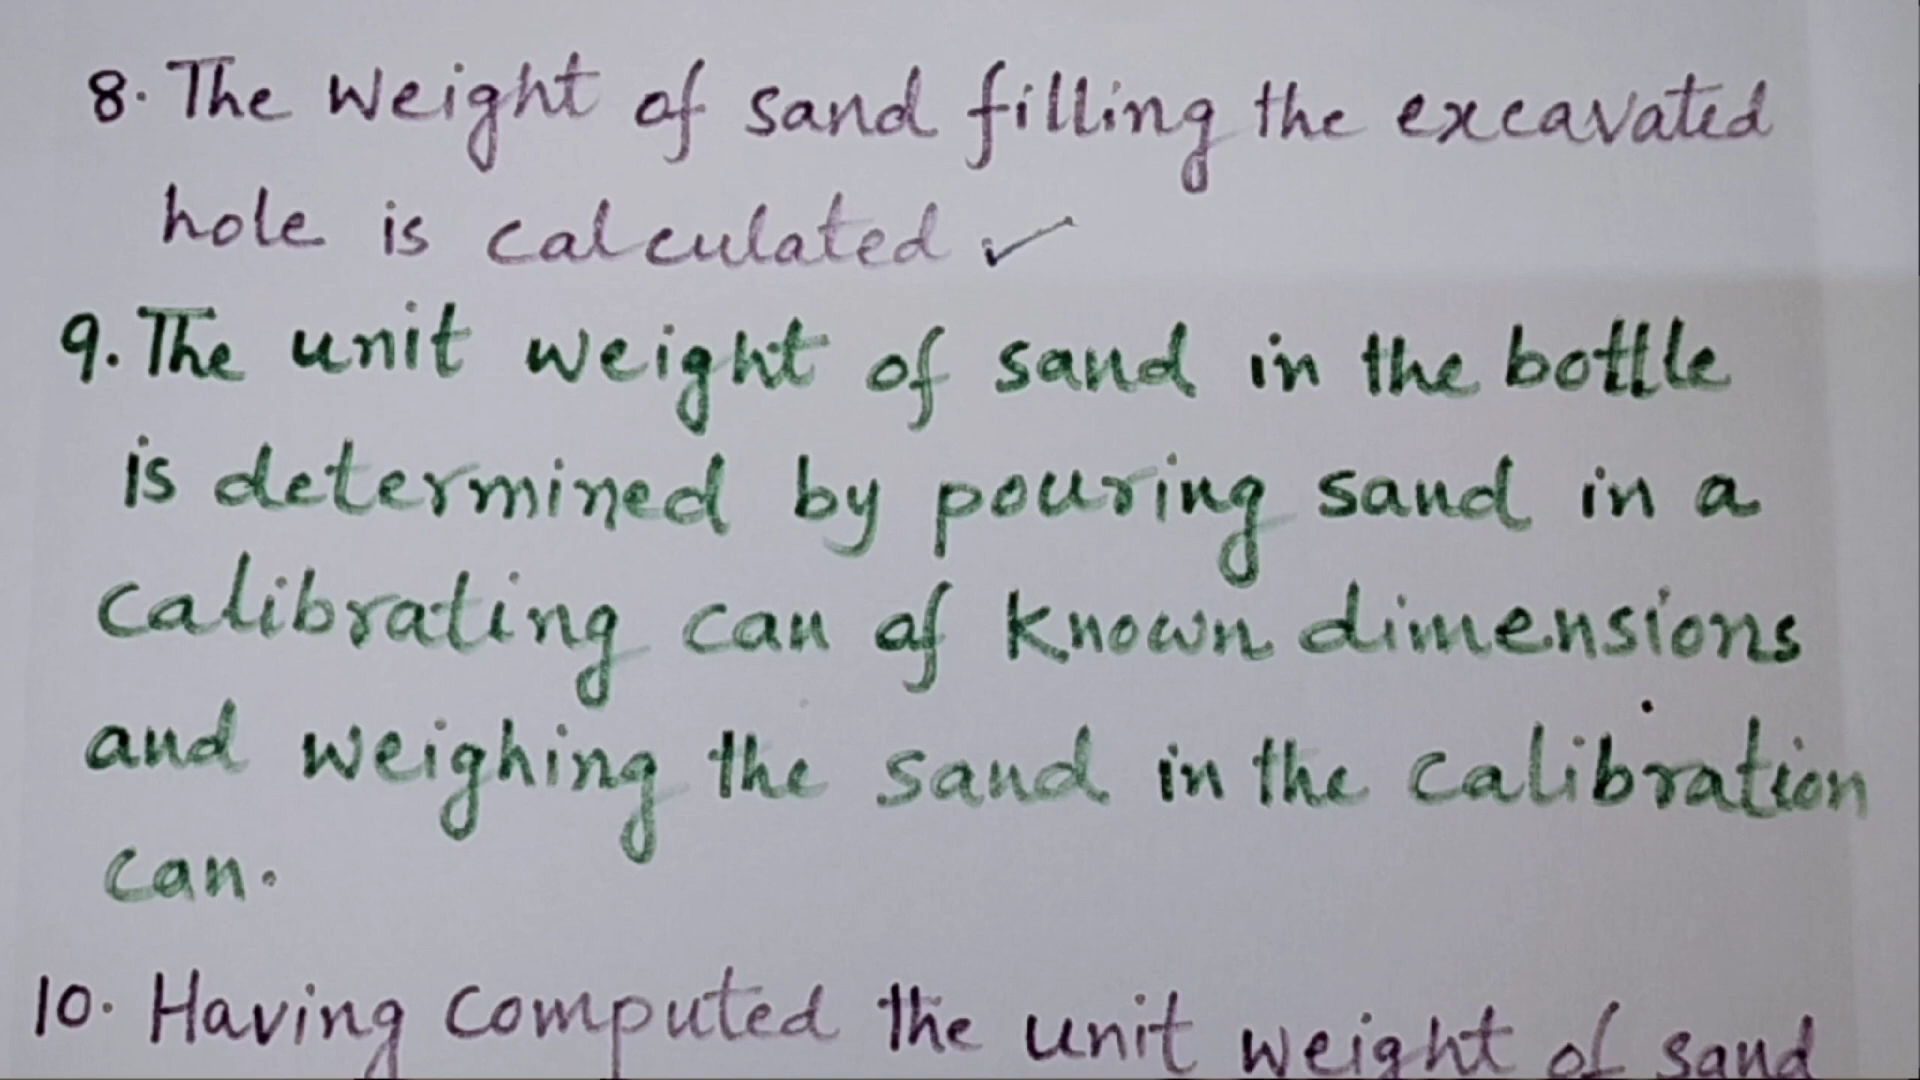 8. The Weight of sand filling the excavated
hole is calculated ✓
9. The unit weight of sand in the bottle
is determined by pouring sand in a
calibrating can of known dimensions
and weighing the sand in the calibration
can.
10. Having computed the unit weight of sand